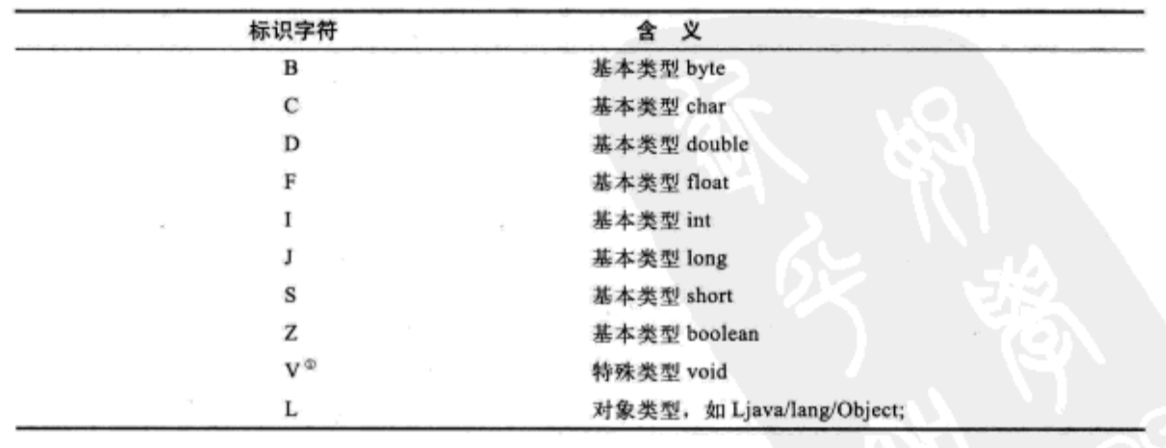 标识字符 含 义
B 基本类型 byte
C 基本类型 char
D 基本类型 double
F 基本类型 float
I 基本类型 int
J 基本类型 long
S 基本类型 short
Z 基本类型 boolean
V① 特殊类型 void
L 对象类型，如 Ljava/lang/Object;